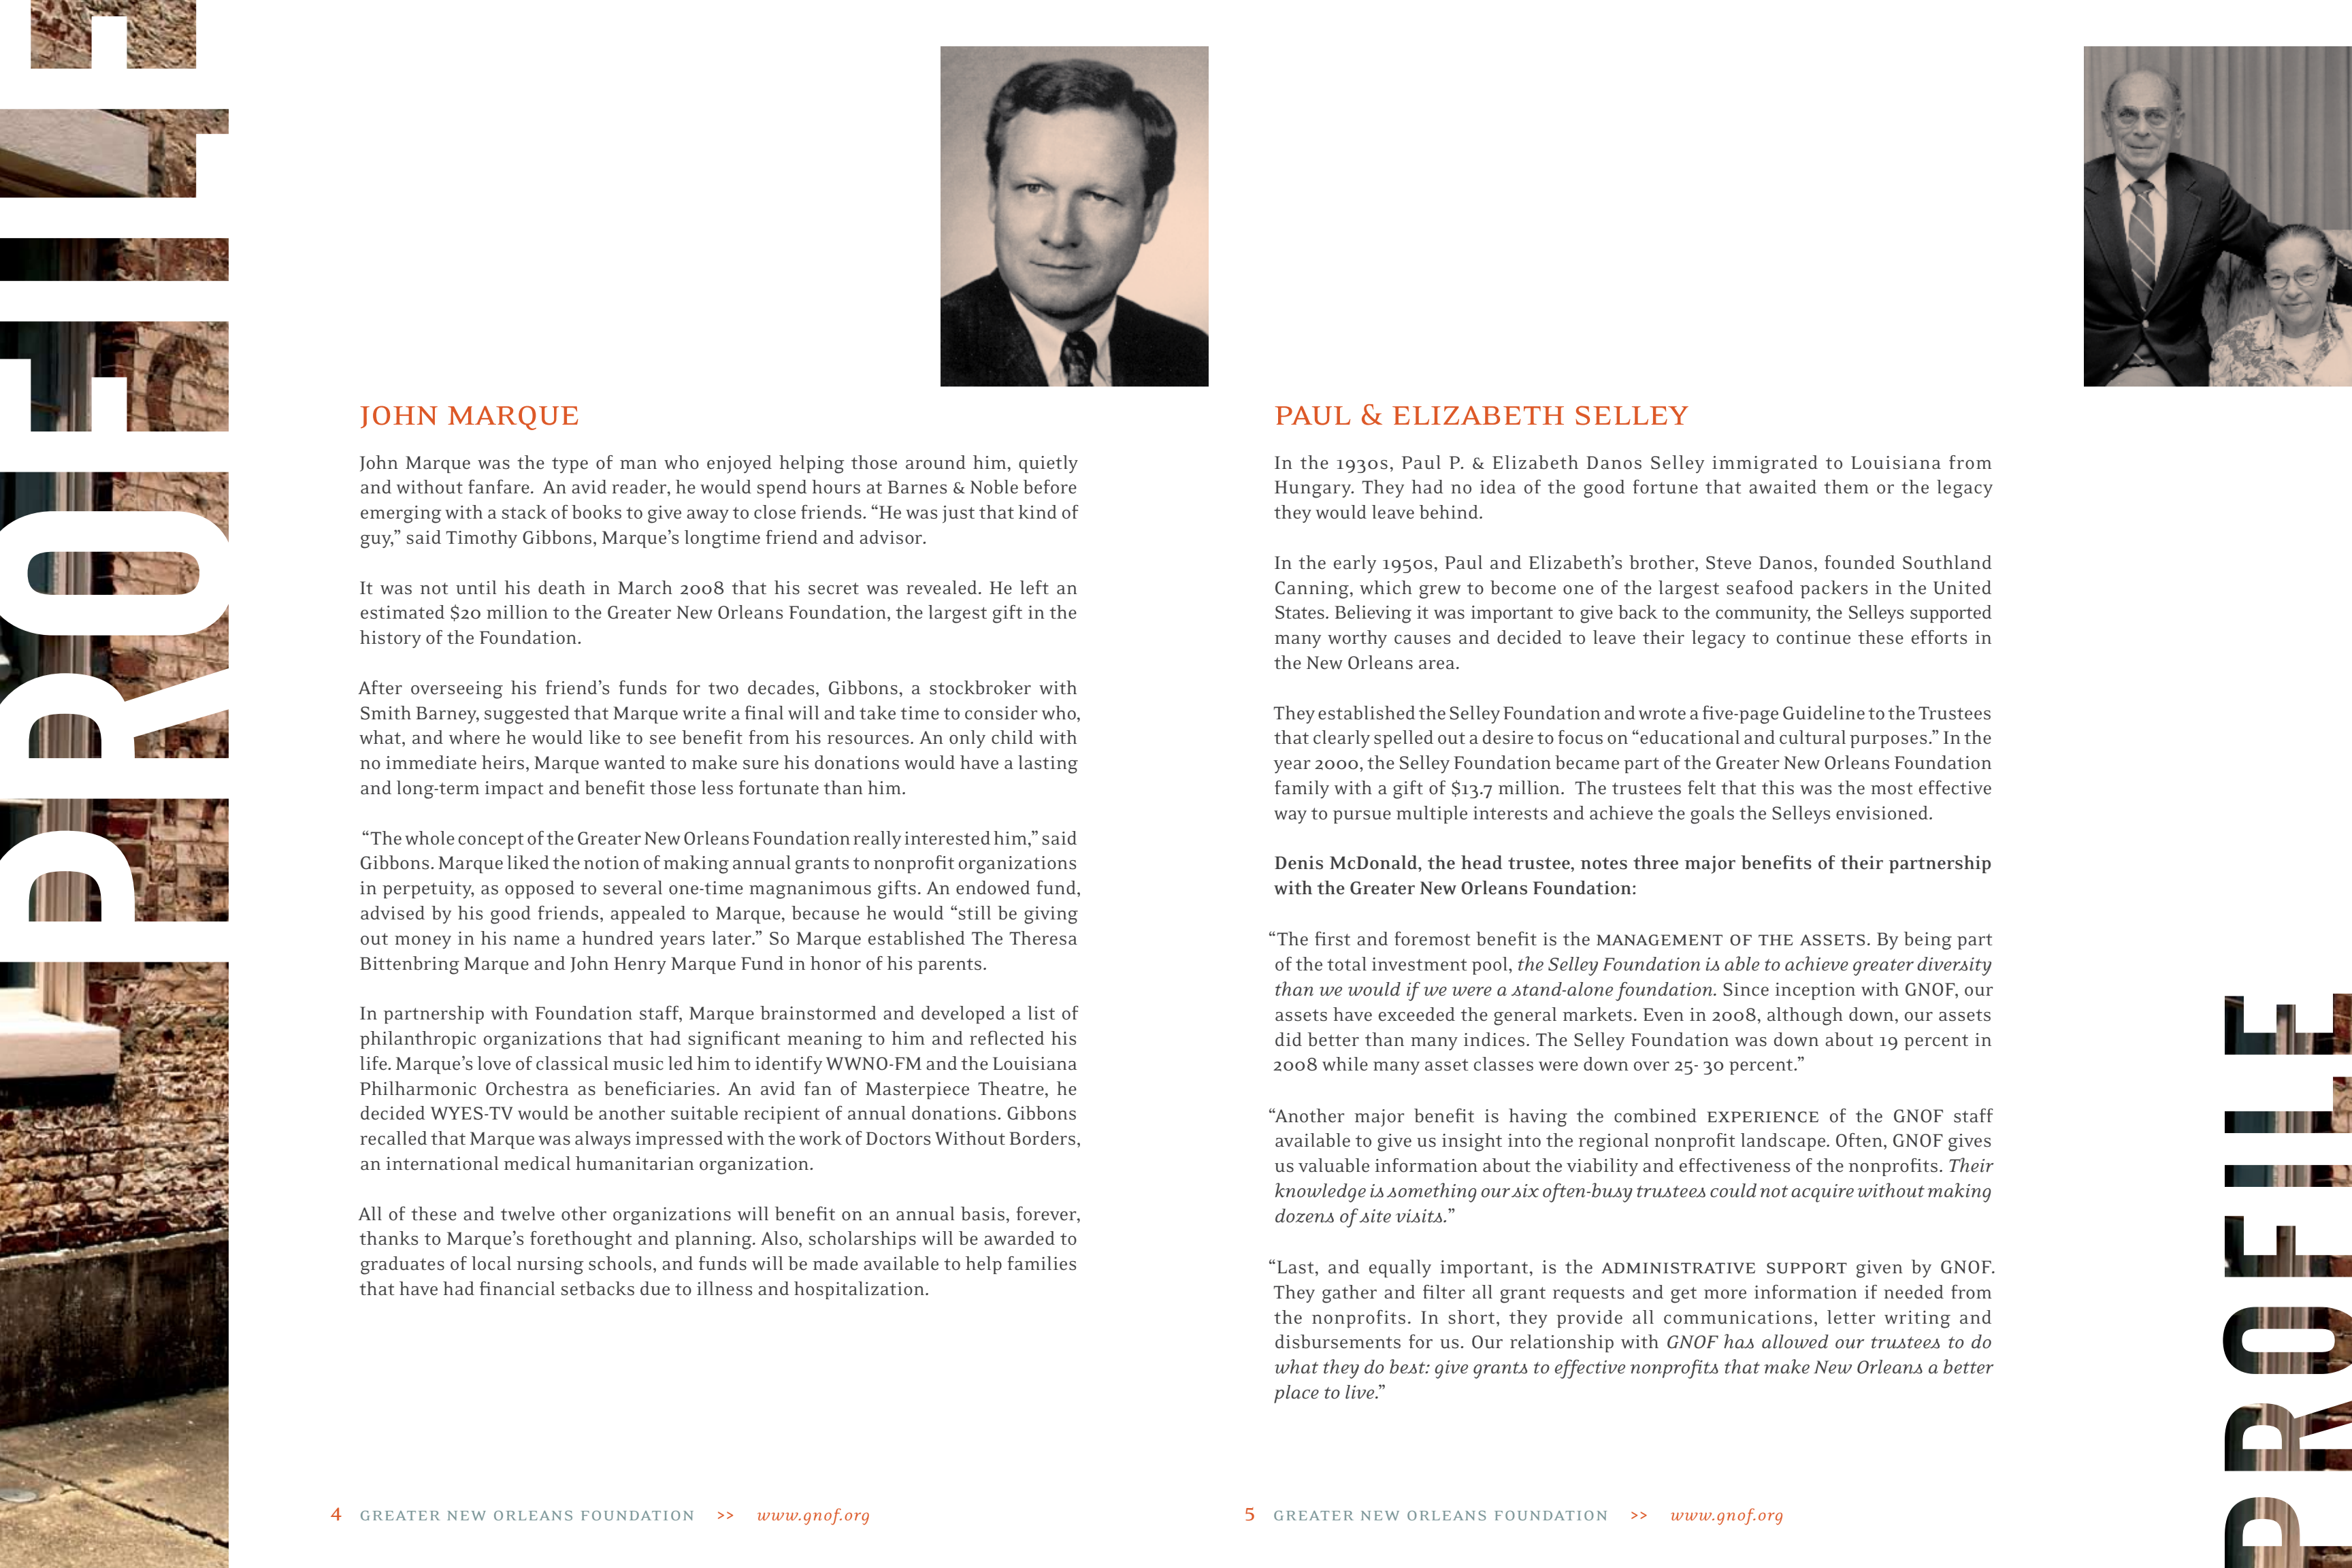 PROFILE
JOHN MARQUE
John Marque was the type of man who enjoyed helping those around him, quietly
and without fanfare.  An avid reader, he would spend hours at Barnes & Noble before
emerging with a stack of books to give away to close friends. “He was just that kind of
guy,” said Timothy Gibbons, Marque’s longtime friend and advisor.
It was not until his death in March 2008 that his secret was revealed. He left an
estimated $20 million to the Greater New Orleans Foundation, the largest gift in the
history of the Foundation.
After overseeing his friend’s funds for two decades, Gibbons, a stockbroker with
Smith Barney, suggested that Marque write a final will and take time to consider who,
what, and where he would like to see benefit from his resources. An only child with
no immediate heirs, Marque wanted to make sure his donations would have a lasting
and long-term impact and benefit those less fortunate than him.
“The whole concept of the Greater New Orleans Foundation really interested him,” said
Gibbons. Marque liked the notion of making annual grants to nonprofit organizations
in perpetuity, as opposed to several one-time magnanimous gifts. An endowed fund,
advised by his good friends, appealed to Marque, because he would “still be giving
out money in his name a hundred years later.” So Marque established The Theresa
Bittenbring Marque and John Henry Marque Fund in honor of his parents.
In partnership with Foundation staff, Marque brainstormed and developed a list of
philanthropic organizations that had significant meaning to him and reflected his
life. Marque’s love of classical music led him to identify WWNO-FM and the Louisiana
Philharmonic Orchestra as beneficiaries. An avid fan of Masterpiece Theatre, he
decided WYES-TV would be another suitable recipient of annual donations. Gibbons
recalled that Marque was always impressed with the work of Doctors Without Borders,
an international medical humanitarian organization.
All of these and twelve other organizations will benefit on an annual basis, forever,
thanks to Marque’s forethought and planning. Also, scholarships will be awarded to
graduates of local nursing schools, and funds will be made available to help families
that have had financial setbacks due to illness and hospitalization.
4 GREATER NEW ORLEANS FOUNDATION >> www.gnof.org
PAUL & ELIZABETH SELLEY
In the 1930s, Paul P. & Elizabeth Danos Selley immigrated to Louisiana from
Hungary. They had no idea of the good fortune that awaited them or the legacy
they would leave behind.
In the early 1950s, Paul and Elizabeth’s brother, Steve Danos, founded Southland
Canning, which grew to become one of the largest seafood packers in the United
States. Believing it was important to give back to the community, the Selleys supported
many worthy causes and decided to leave their legacy to continue these efforts in
the New Orleans area.
They established the Selley Foundation and wrote a five-page Guideline to the Trustees
that clearly spelled out a desire to focus on “educational and cultural purposes.” In the
year 2000, the Selley Foundation became part of the Greater New Orleans Foundation
family with a gift of $13.7 million.  The trustees felt that this was the most effective
way to pursue multiple interests and achieve the goals the Selleys envisioned.
Denis McDonald, the head trustee, notes three major benefits of their partnership
with the Greater New Orleans Foundation:
“The first and foremost benefit is the MANAGEMENT OF THE ASSETS. By being part
of the total investment pool, the Selley Foundation is able to achieve greater diversity
than we would if we were a stand-alone foundation. Since inception with GNOF, our
assets have exceeded the general markets. Even in 2008, although down, our assets
did better than many indices. The Selley Foundation was down about 19 percent in
2008 while many asset classes were down over 25- 30 percent.”
“Another major benefit is having the combined EXPERIENCE of the GNOF staff
available to give us insight into the regional nonprofit landscape. Often, GNOF gives
us valuable information about the viability and effectiveness of the nonprofits. Their
knowledge is something our six often-busy trustees could not acquire without making
dozens of site visits.”
“Last, and equally important, is the ADMINISTRATIVE SUPPORT given by GNOF.
They gather and filter all grant requests and get more information if needed from
the nonprofits. In short, they provide all communications, letter writing and
disbursements for us. Our relationship with GNOF has allowed our trustees to do
what they do best: give grants to effective nonprofits that make New Orleans a better
place to live.”
5 GREATER NEW ORLEANS FOUNDATION >> www.gnof.org
PROFILE